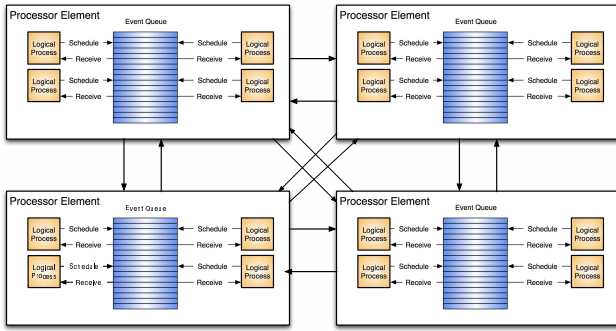 Processor Element
Event Queue
Logical Process
Schedule
Schedule
Logical Process
Receive
Receive
Logical Process
Schedule
Schedule
Logical Process
Receive
Receive
Processor Element
Event Queue
Logical Process
Schedule
Schedule
Logical Process
Receive
Receive
Logical Process
Schedule
Schedule
Logical Process
Receive
Receive
Processor Element
Event Queue
Logical Process
Schedule
Schedule
Logical Process
Receive
Receive
Logical Process
Schedule
Schedule
Logical Process
Receive
Receive
Processor Element
Event Queue
Logical Process
Schedule
Schedule
Logical Process
Receive
Receive
Logical Process
Schedule
Schedule
Logical Process
Receive
Receive